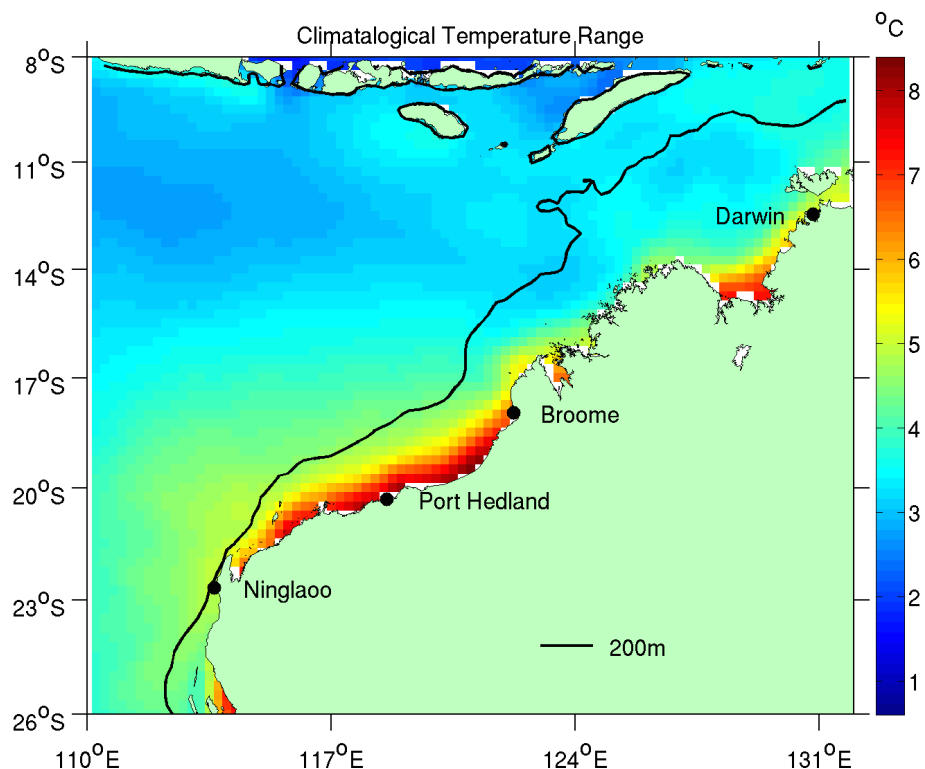 Climatalogical Temperature Range
°C
8°S
11°S
14°S
17°S
20°S
23°S
26°S
110°E
117°E
124°E
131°E
Darwin
Broome
Port Hedland
Ninglaoo
200m
8
7
6
5
4
3
2
1